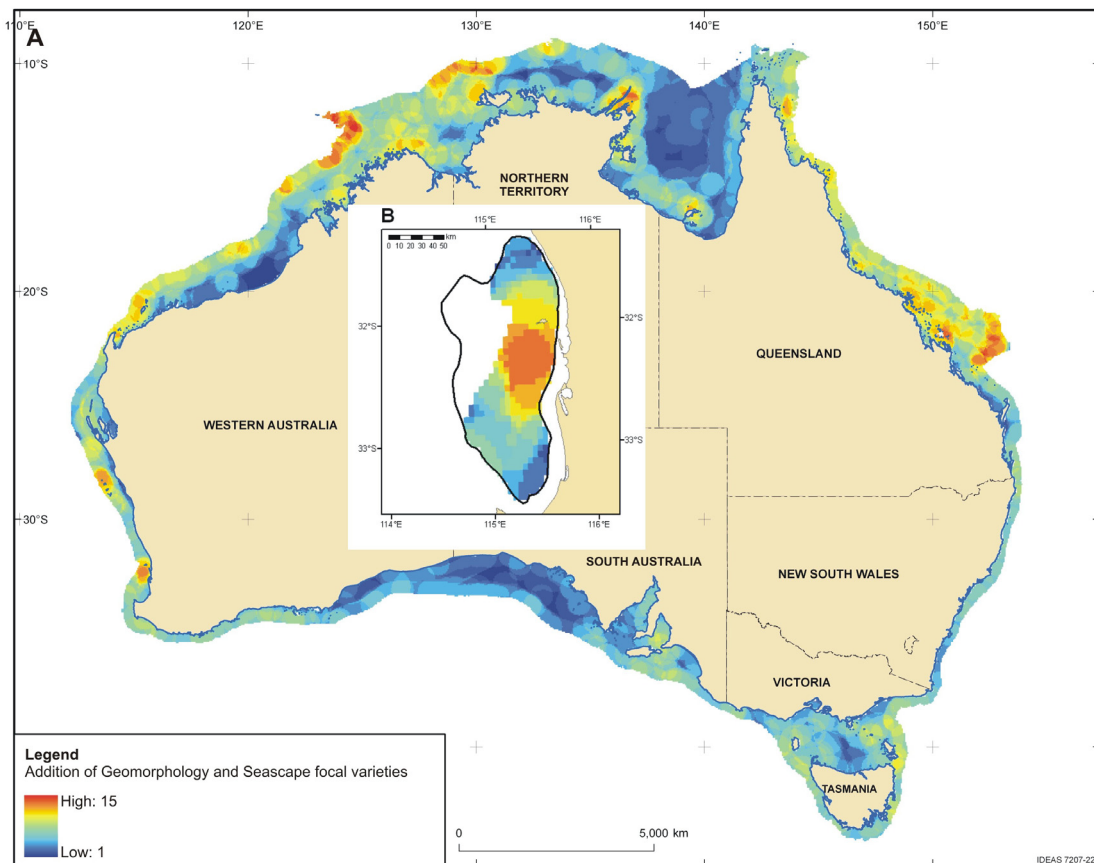 110°E
120°E
130°E
140°E
150°E
A
10°S
NORTHERN
TERRITORY
B
115°E
116°E
km
0 10 20 30 40 50
20°S
32°S
32°S
QUEENSLAND
WESTERN AUSTRALIA
33°S
33°S
114°E
115°E
116°E
30°S
SOUTH AUSTRALIA
NEW SOUTH WALES
VICTORIA
TASMANIA
Legend
Addition of Geomorphology and Seascape focal varieties
High: 15
Low: 1
0
5,000 km
IDEAS 7207-22